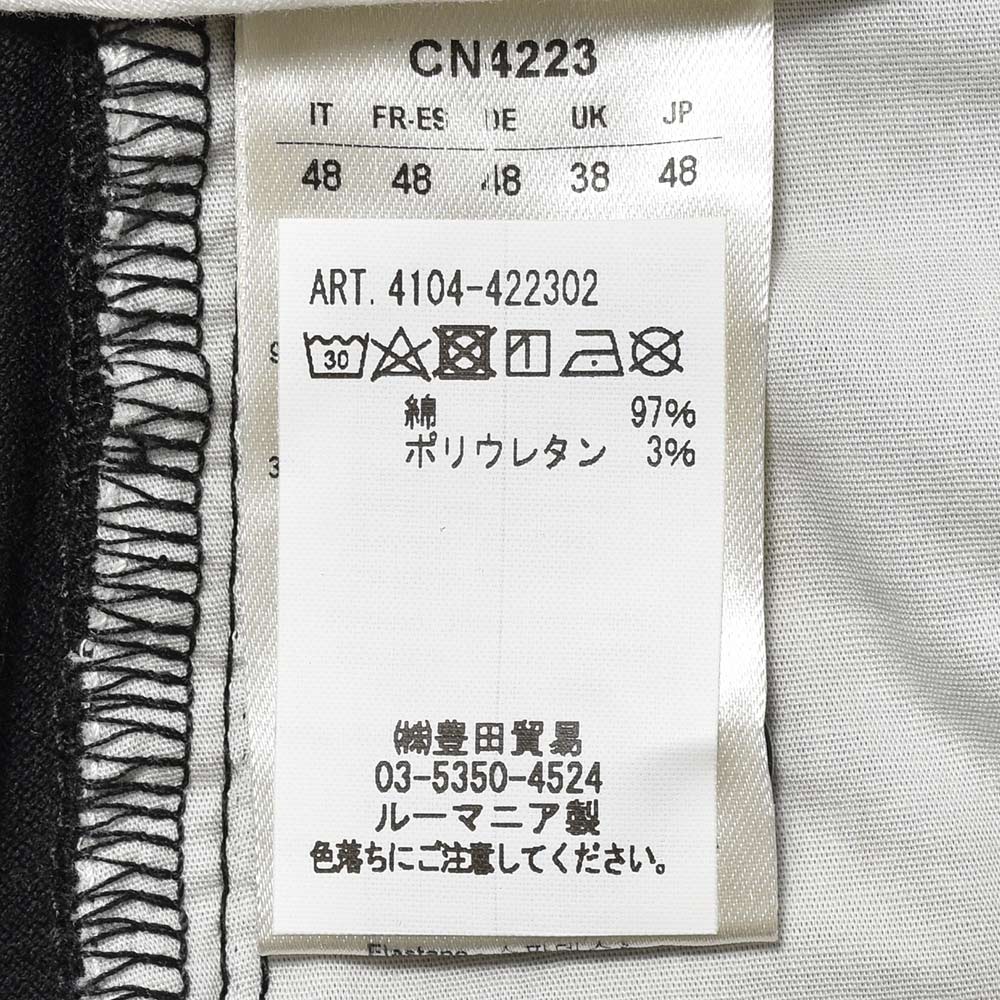 CN4223
IT FR-ES DE UK JP
48 48 48 38 48
ART. 4104-422302
30
綿 97%
ポリウレタン 3%
㈱豊田貿易
03-5350-4524
ルーマニア製
色落ちにご注意してください。
Elastane